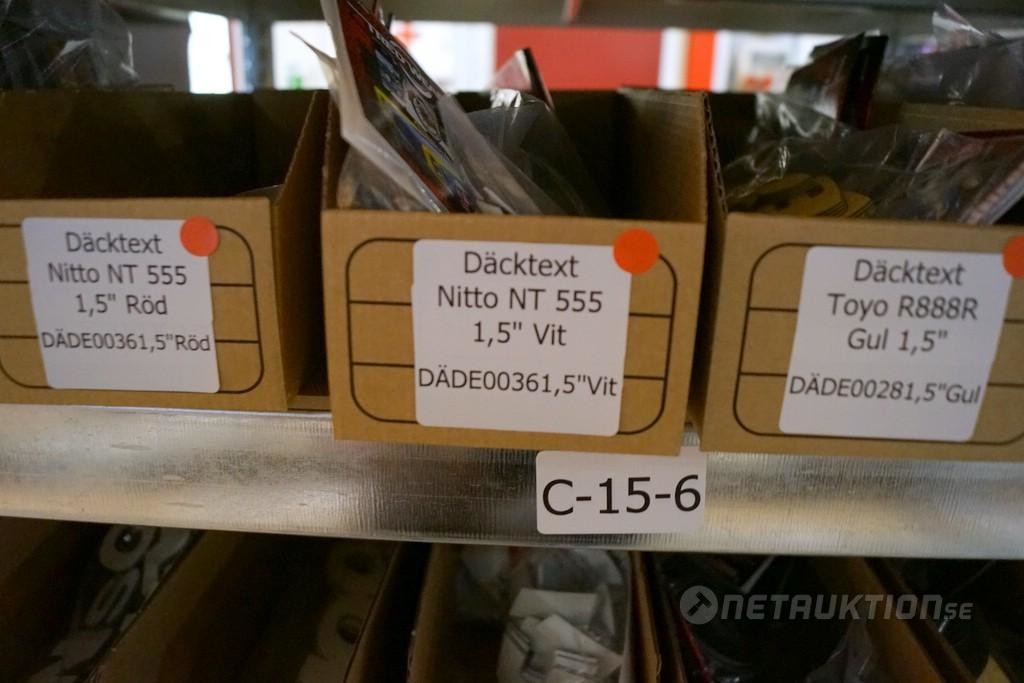 Däcktext
Nitto NT 555
1,5" Röd
DÄDE00361,5"Röd
Däcktext
Nitto NT 555
1,5" Vit
DÄDE00361,5"Vit
Däcktext
Toyo R888R
Gul 1,5"
DÄDE00281,5"Gul
C-15-6
NETAUKTION.SE